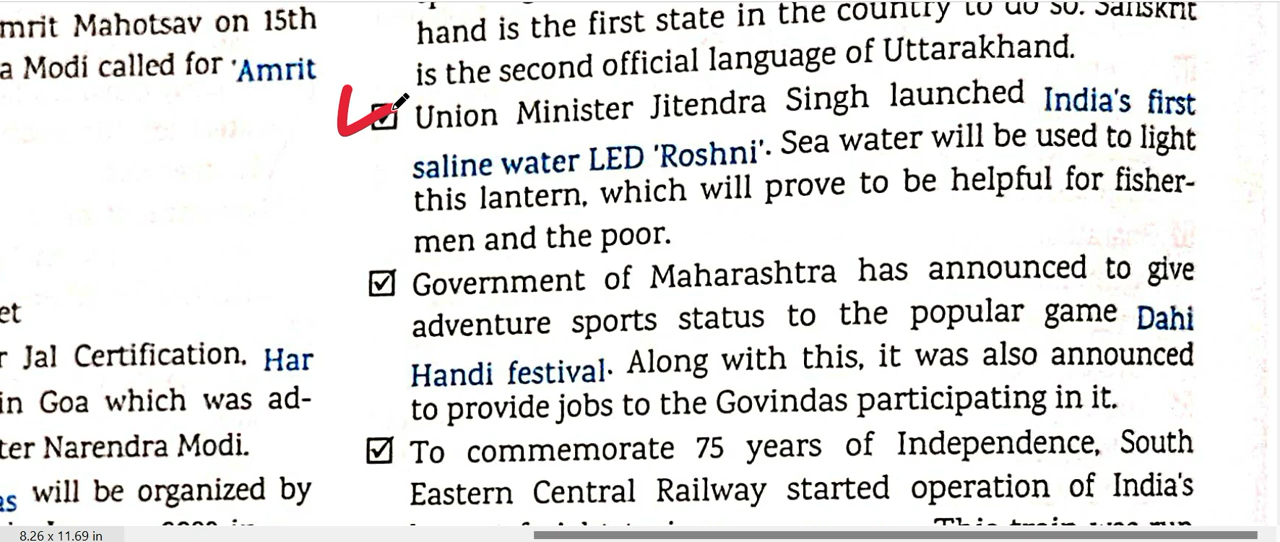 mrit Mahotsav on 15th
a Modi called for 'Amrit
et
r Jal Certification. Har
in Goa which was ad-
ter Narendra Modi.
as will be organized by
hand is the first state in the country to do so. Sanskrit
is the second official language of Uttarakhand.
Union Minister Jitendra Singh launched India's first
saline water LED 'Roshni'. Sea water will be used to light
this lantern, which will prove to be helpful for fisher-
men and the poor.
Government of Maharashtra has announced to give
adventure sports status to the popular game Dahi
Handi festival. Along with this, it was also announced
to provide jobs to the Govindas participating in it.
To commemorate 75 years of Independence, South
Eastern Central Railway started operation of India's
This train was run
8.26 x 11.69 in